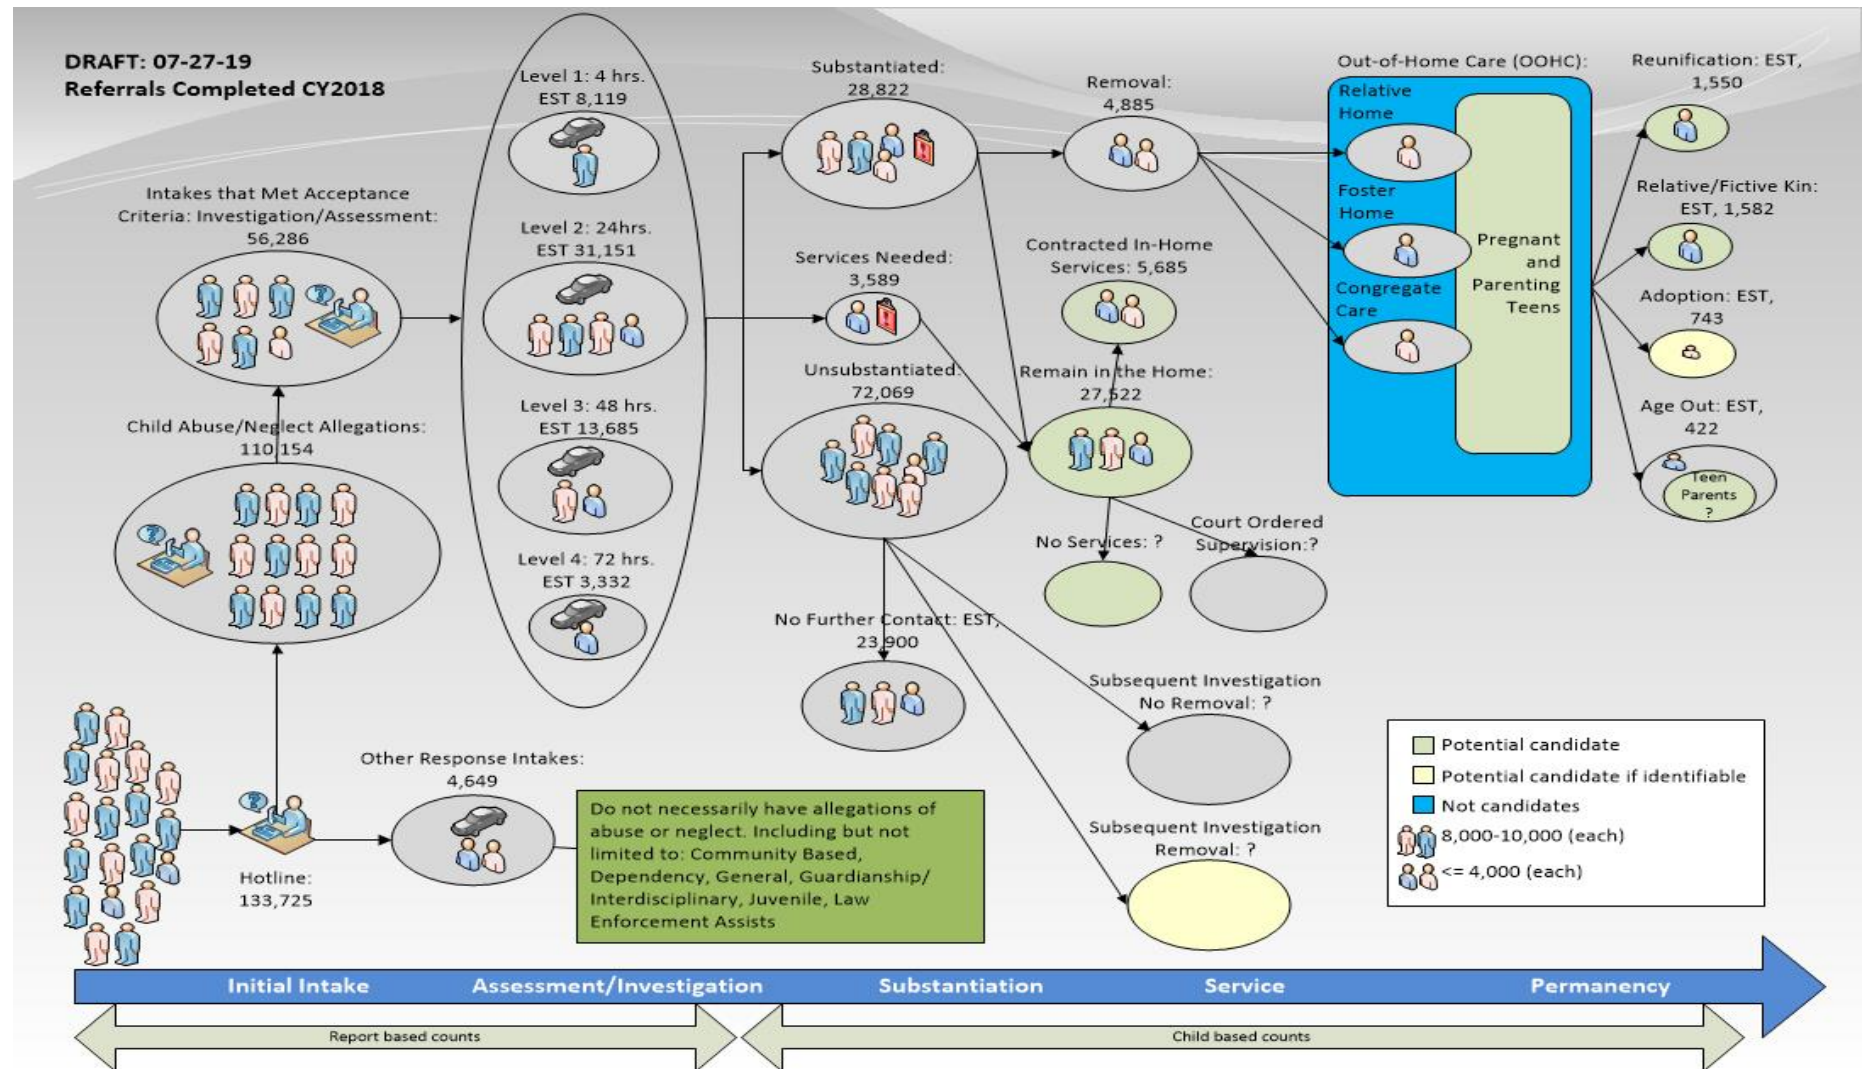 DRAFT: 07-27-19
Referrals Completed CY2018
Intakes that Met Acceptance
Criteria: Investigation/Assessment:
56,286
Child Abuse/Neglect Allegations:
110,154
Hotline:
133,725
Other Response Intakes:
4,649
Do not necessarily have allegations of
abuse or neglect. Including but not
limited to: Community Based,
Dependency, General, Guardianship/
Interdisciplinary, Juvenile, Law
Enforcement Assists
Level 1: 4 hrs.
EST 8,119
Level 2: 24hrs.
EST 31,151
Level 3: 48 hrs.
EST 13,685
Level 4: 72 hrs.
EST 3,332
Substantiated:
28,822
Services Needed:
3,589
Unsubstantiated:
72,069
No Further Contact: EST,
23,900
Removal:
4,885
Contracted In-Home
Services: 5,685
Remain in the Home:
27,522
No Services: ?
Court Ordered
Supervision:?
Subsequent Investigation
No Removal: ?
Subsequent Investigation
Removal: ?
Out-of-Home Care (OOHC):
Relative
Home
Foster
Home
Congregate
Care
Pregnant
and
Parenting
Teens
Reunification: EST,
1,550
Relative/Fictive Kin:
EST, 1,582
Adoption: EST,
743
Age Out: EST,
422
Teen
Parents
?
Potential candidate
Potential candidate if identifiable
Not candidates
8,000-10,000 (each)
<= 4,000 (each)
Initial Intake
Assessment/Investigation
Substantiation
Service
Permanency
Report based counts
Child based counts